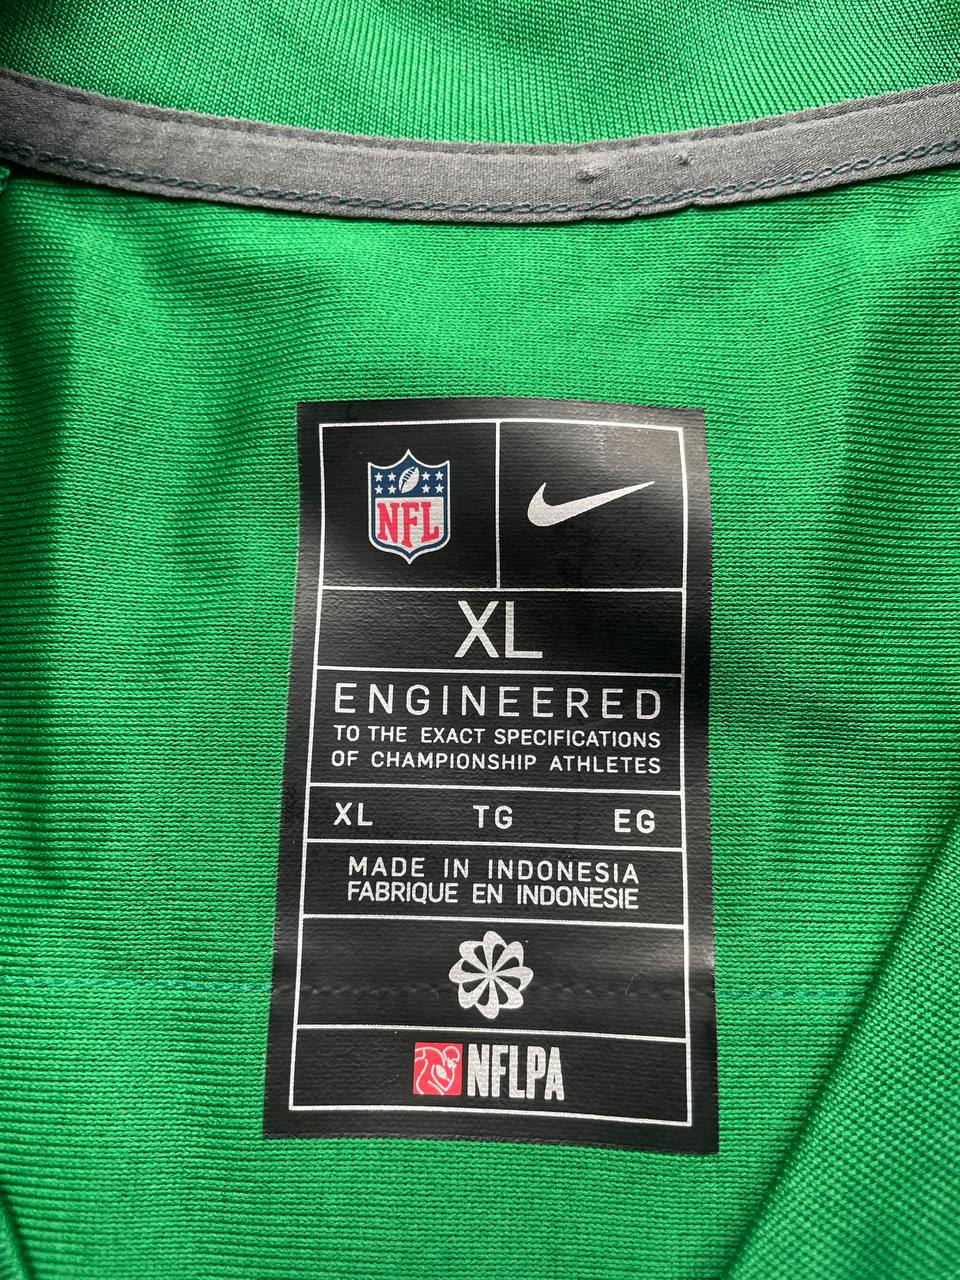 NFL
XL
ENGINEERED
TO THE EXACT SPECIFICATIONS
OF CHAMPIONSHIP ATHLETES
XL TG EG
MADE IN INDONESIA
FABRIQUE EN INDONESIE
NFLPA